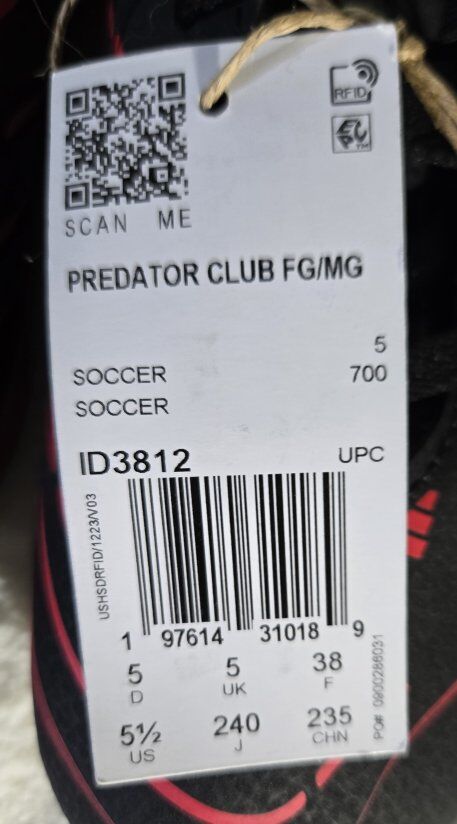 RFID
SCAN ME
PREDATOR CLUB FG/MG
5
SOCCER 700
SOCCER
ID3812 UPC
USHSDRFID/1223/V03
1 97614 31018 9
5 5 38
D UK F
5½ 240 235
US J CHN
PO# 0900286031